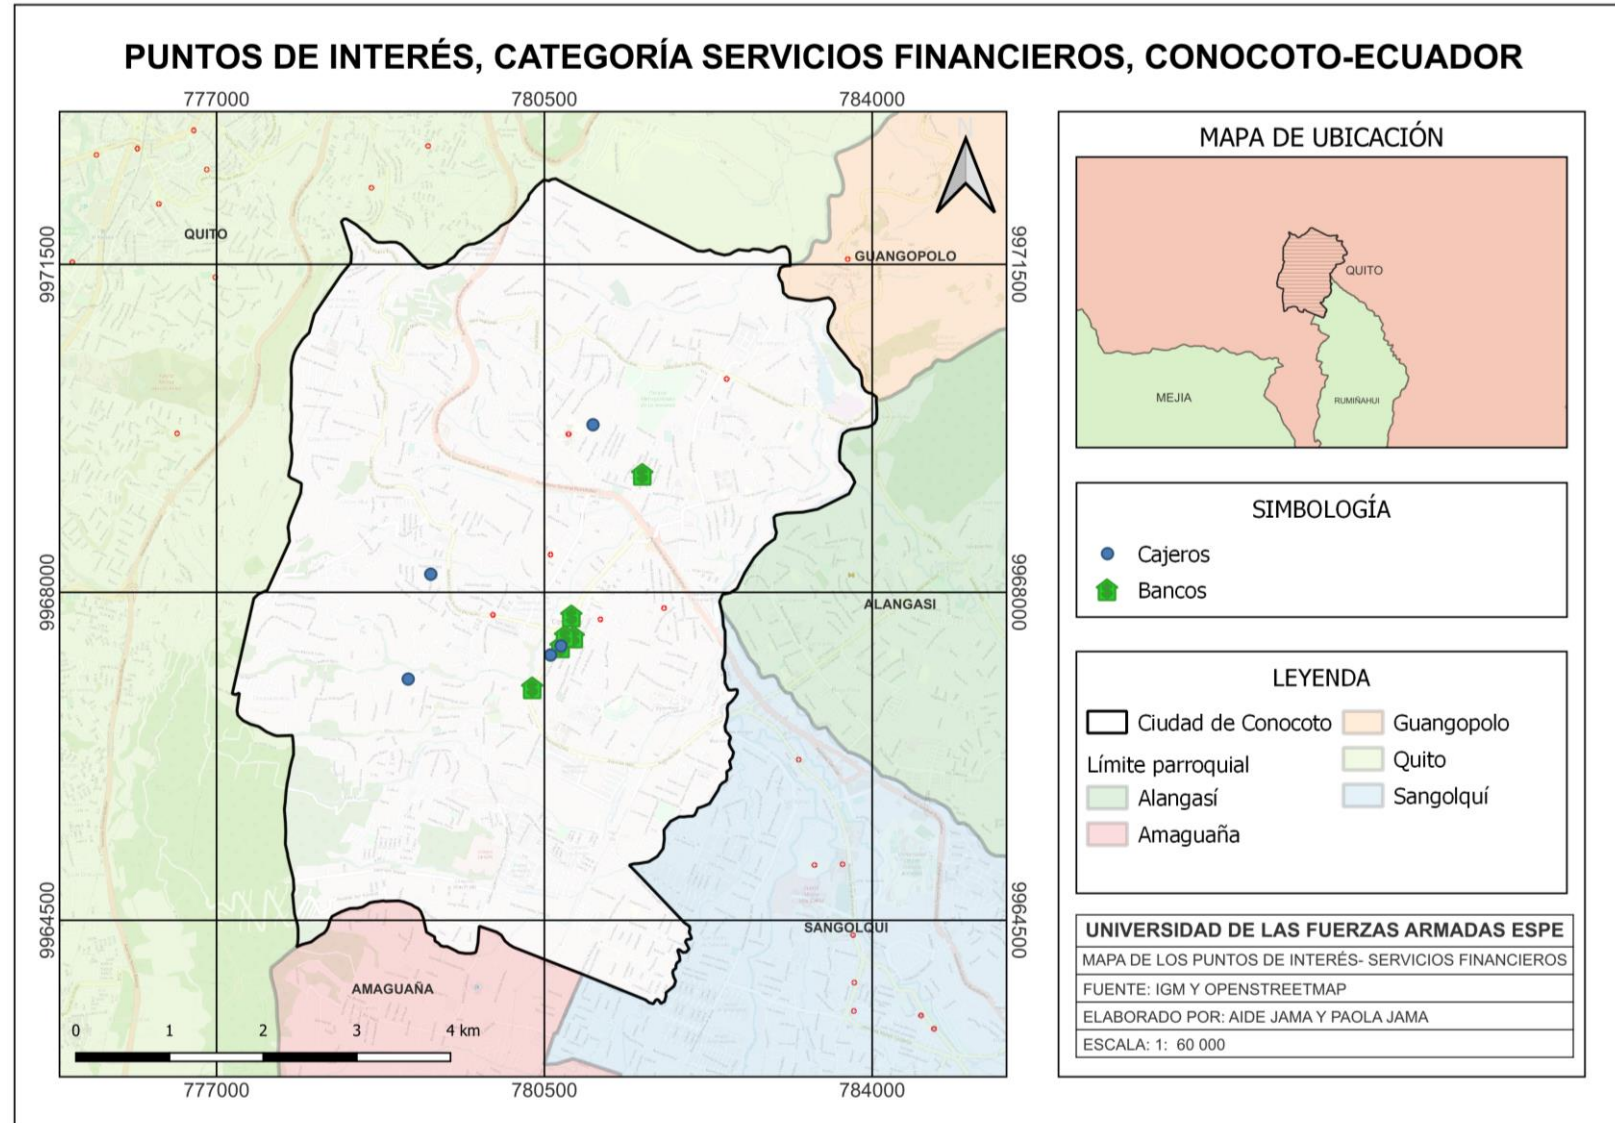 PUNTOS DE INTERÉS, CATEGORÍA SERVICIOS FINANCIEROS, CONOCOTO-ECUADOR
777000 780500 784000
N
QUITO
GUANGOPOLO
9971500 9971500
9968000 9968000
ALANGASI
9964500 9964500
SANGOLQUI
AMAGUAÑA
0 1 2 3 4 km
777000 780500 784000
MAPA DE UBICACIÓN
QUITO
MEJIA
RUMIÑAHUI
SIMBOLOGÍA
Cajeros
Bancos
LEYENDA
Ciudad de Conocoto
Guangopolo
Límite parroquial
Quito
Alangasí
Sangolquí
Amaguaña
UNIVERSIDAD DE LAS FUERZAS ARMADAS ESPE
MAPA DE LOS PUNTOS DE INTERÉS- SERVICIOS FINANCIEROS
FUENTE: IGM Y OPENSTREETMAP
ELABORADO POR: AIDE JAMA Y PAOLA JAMA
ESCALA: 1: 60 000